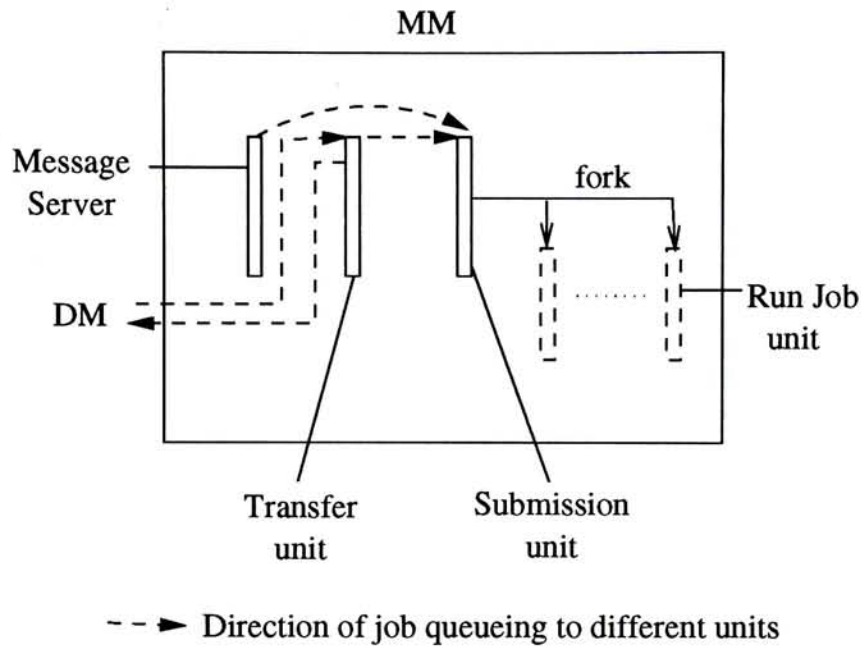 MM
Message
Server
fork
DM
Run Job
unit
Transfer
unit
Submission
unit
Direction of job queueing to different units